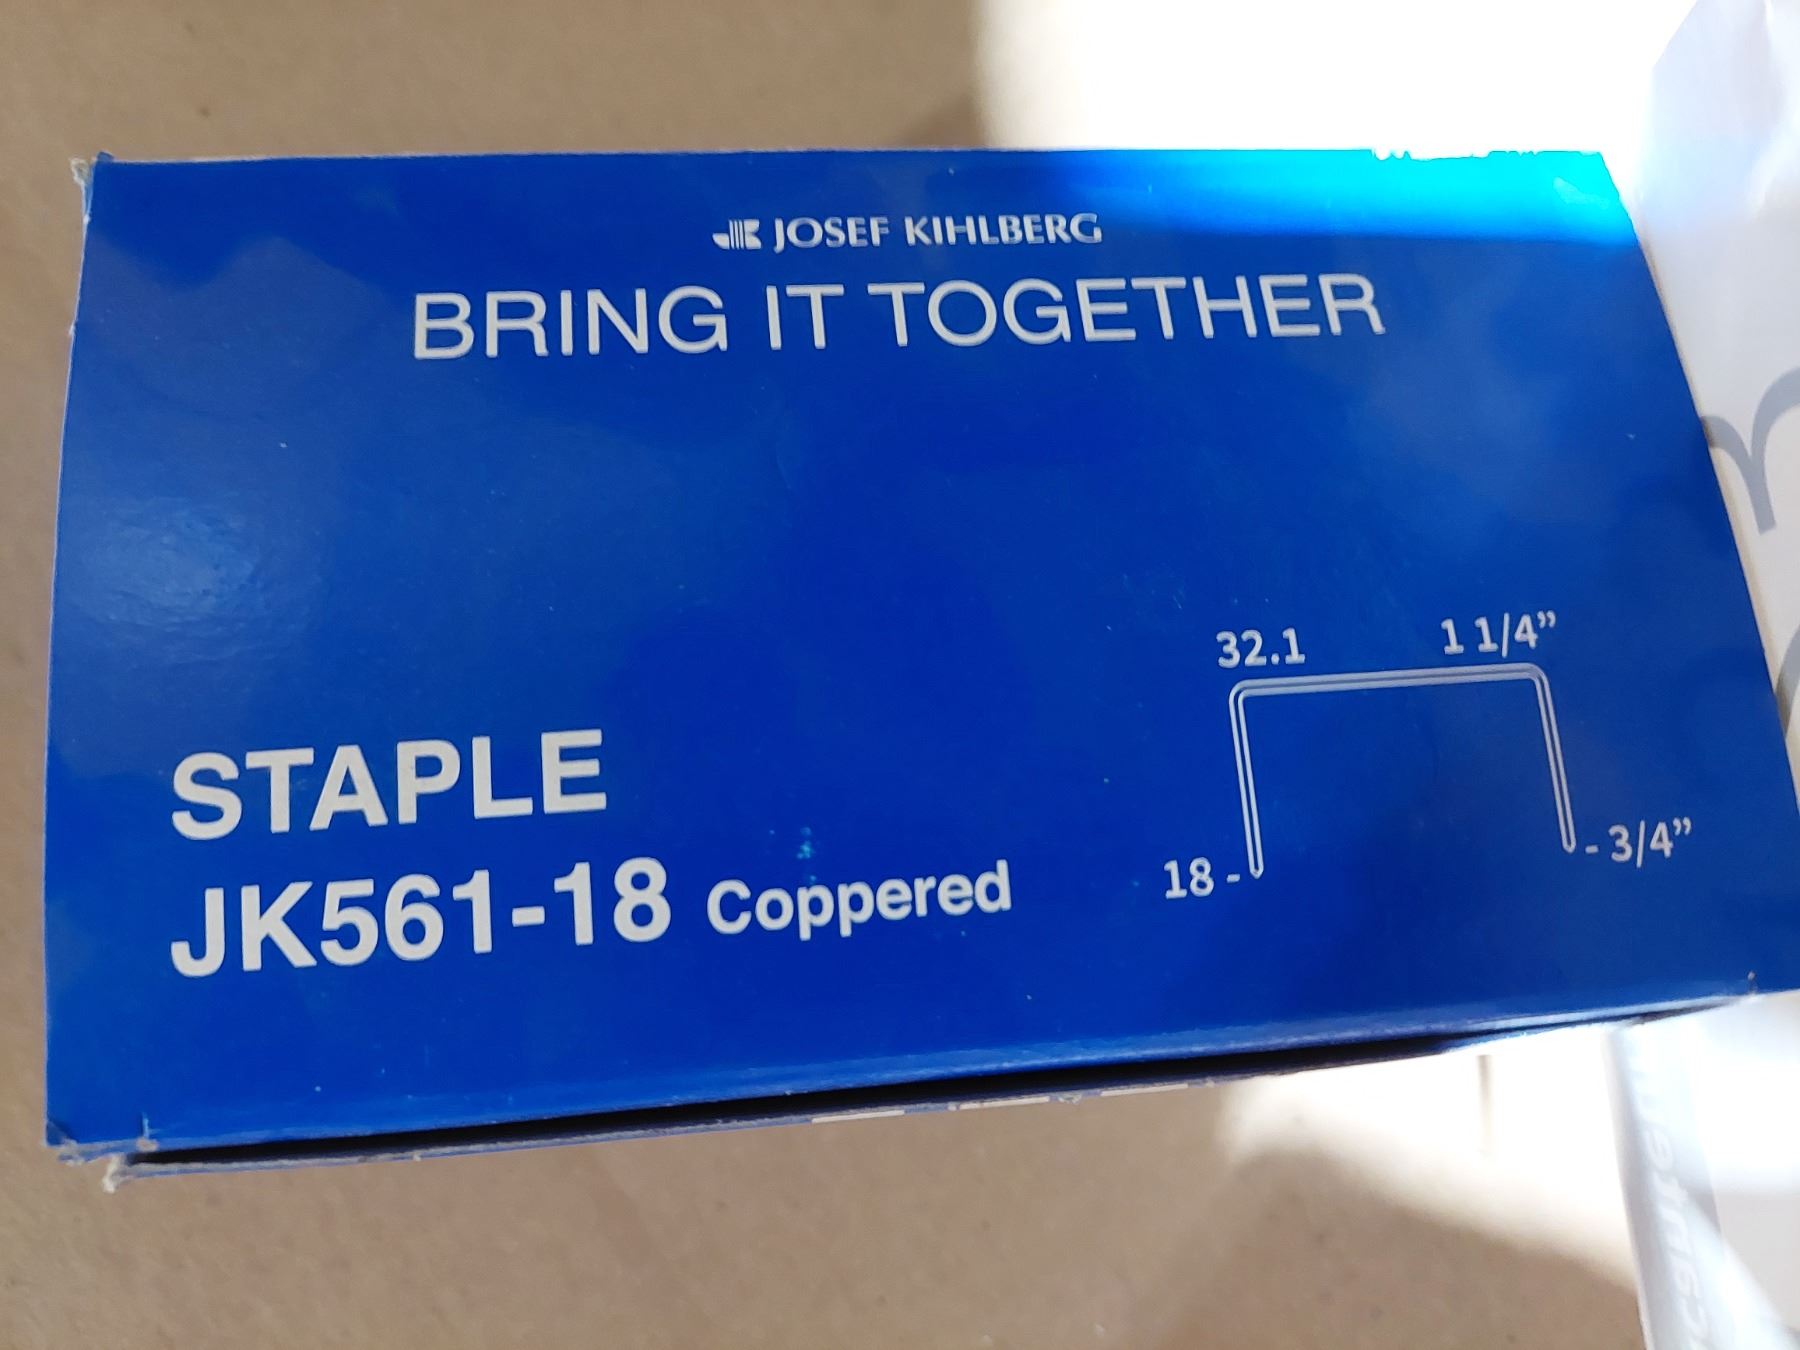 JOSEF KIHLBERG
BRING IT TOGETHER
32.1 1 1/4”
STAPLE
18 - - 3/4”
JK561-18 Coppered